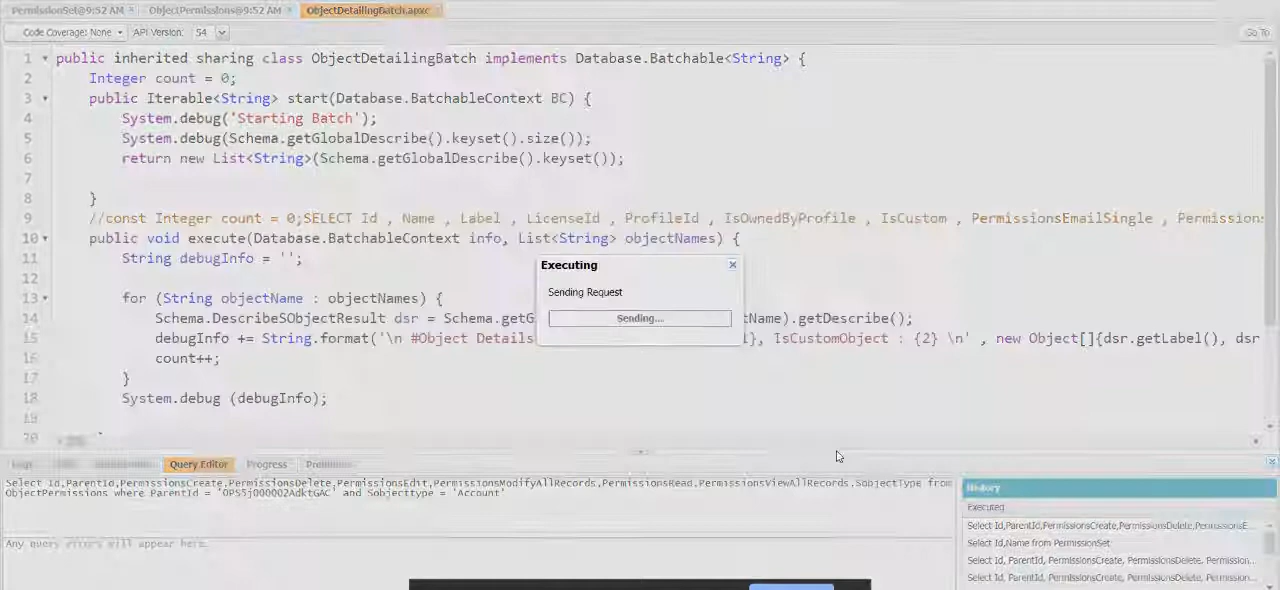 PermissionSet@9:52 AM ObjectPermissions@9:52 AM ObjectDetailingBatch.apxc
Code Coverage: None API Version: 54 Go To
1 public inherited sharing class ObjectDetailingBatch implements Database.Batchable<String> {
2 Integer count = 0;
3 public Iterable<String> start(Database.BatchableContext BC) {
4 System.debug('Starting Batch');
5 System.debug(Schema.getGlobalDescribe().keyset().size());
6 return new List<String>(Schema.getGlobalDescribe().keyset());
7
8 }
9 //const Integer count = 0;SELECT Id , Name , Label , LicenseId , ProfileId , IsOwnedByProfile , IsCustom , PermissionsEmailSingle , Permissions
10 public void execute(Database.BatchableContext info, List<String> objectNames) {
11 String debugInfo = '';
12
13 for (String objectName : objectNames) {
14 Schema.DescribeSObjectResult dsr = Schema.getG tName).getDescribe();
15 debugInfo += String.format('\n #Object Details }, IsCustomObject : {2} \n' , new Object[]{dsr.getLabel(), dsr
16 count++;
17 }
18 System.debug (debugInfo);
19
20
Executing
Sending Request
Sending...
Logs Query Editor Progress Problems
Select Id,ParentId,PermissionsCreate,PermissionsDelete,PermissionsEdit,PermissionsModifyAllRecords,PermissionsRead,PermissionsViewAllRecords,SobjectType from
ObjectPermissions where ParentId = and Sobjecttype = 'Account'
Any query errors will appear here.
History
Executed
Select Id,ParentId,PermissionsCreate,PermissionsDelete,PermissionsE...
Select Id,Name from PermissionSet
Select Id, ParentId, PermissionsCreate, PermissionsDelete, Permission...
Select Id, ParentId, PermissionsCreate, PermissionsDelete, Permission...